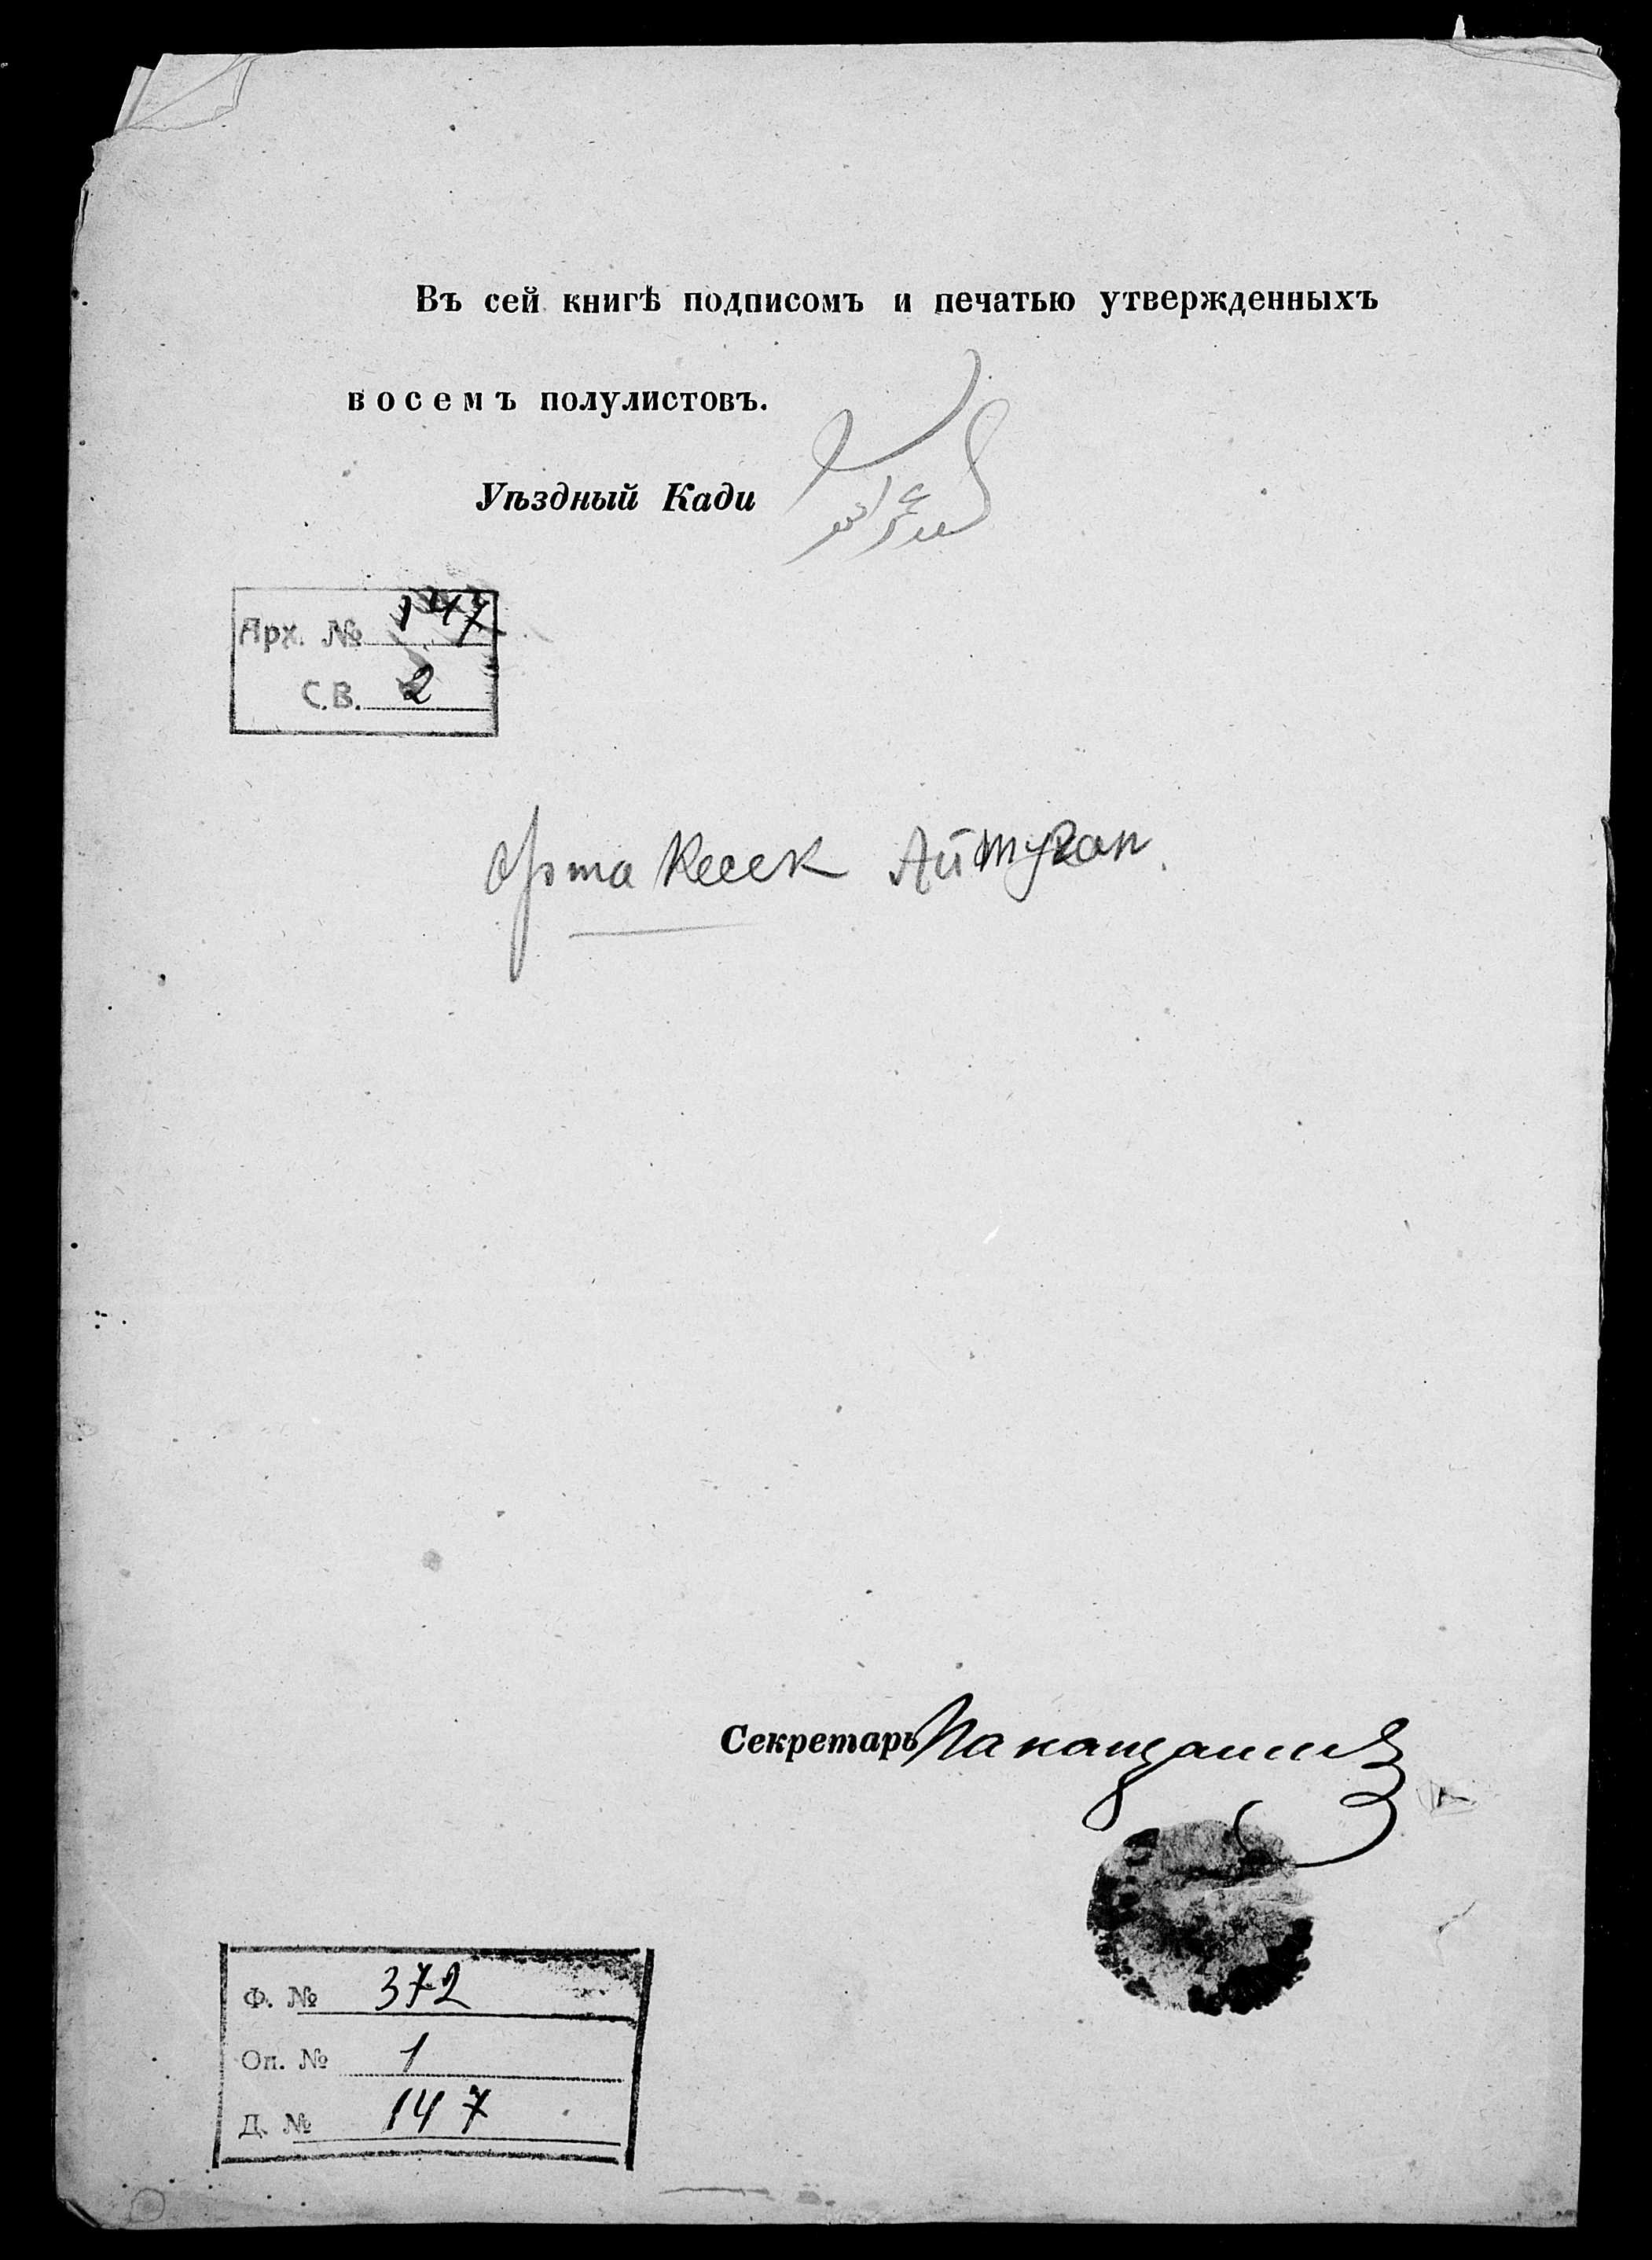 Въ сей книгѣ подписомъ и печатью утвержденныхъ
восемъ полулистовъ.
Уѣздный Кади
Арх. № 147
С.В. 2
Орта Кесек Айтуган.
Секретарь
Ф. № 372
Оп. № 1
Д. № 147